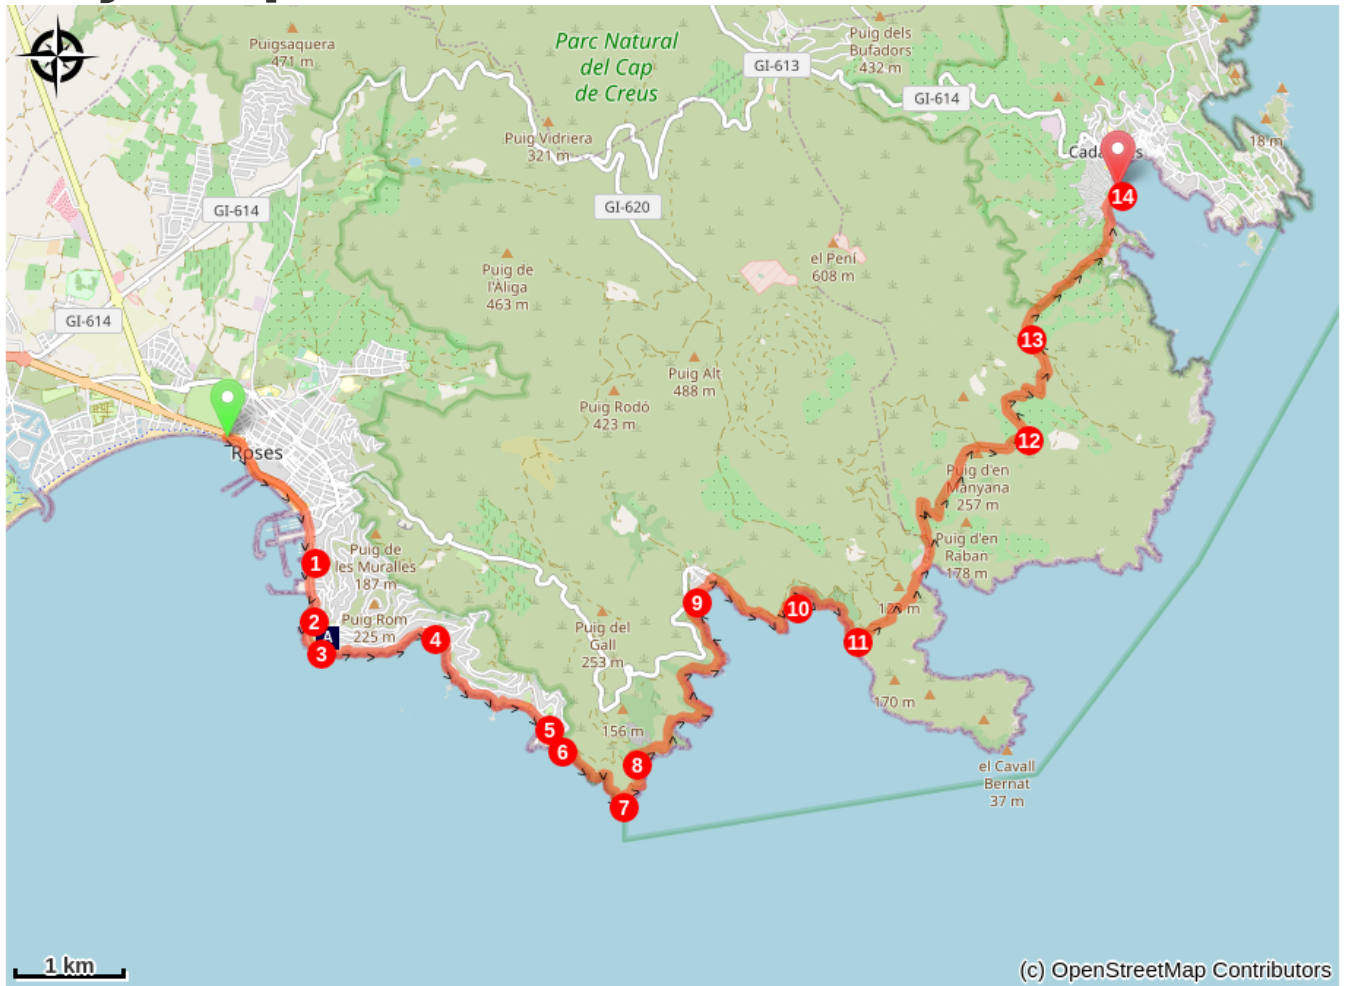 Puigsaquera
471 m
Parc Natural
del Cap
de Creus
Puig dels
Bufadors
432 m
GI-613
GI-614
Puig Vidriera
321 m
18 m
14
GI-614
GI-620
el Pení
608 m
Puig de
l'Àliga
463 m
GI-614
13
Puig Alt
488 m
Puig Rodó
423 m
Roses
12
Puig d'en
Manyana
257 m
Puig d'en
Raban
178 m
1
Puig de
les Muralles
187 m
9
10
2
Puig Rom
225 m
A
3
4
Puig del
Gall
253 m
11
170 m
5
156 m
6
8
el Cavall
Bernat
37 m
7
1 km
(c) OpenStreetMap Contributors